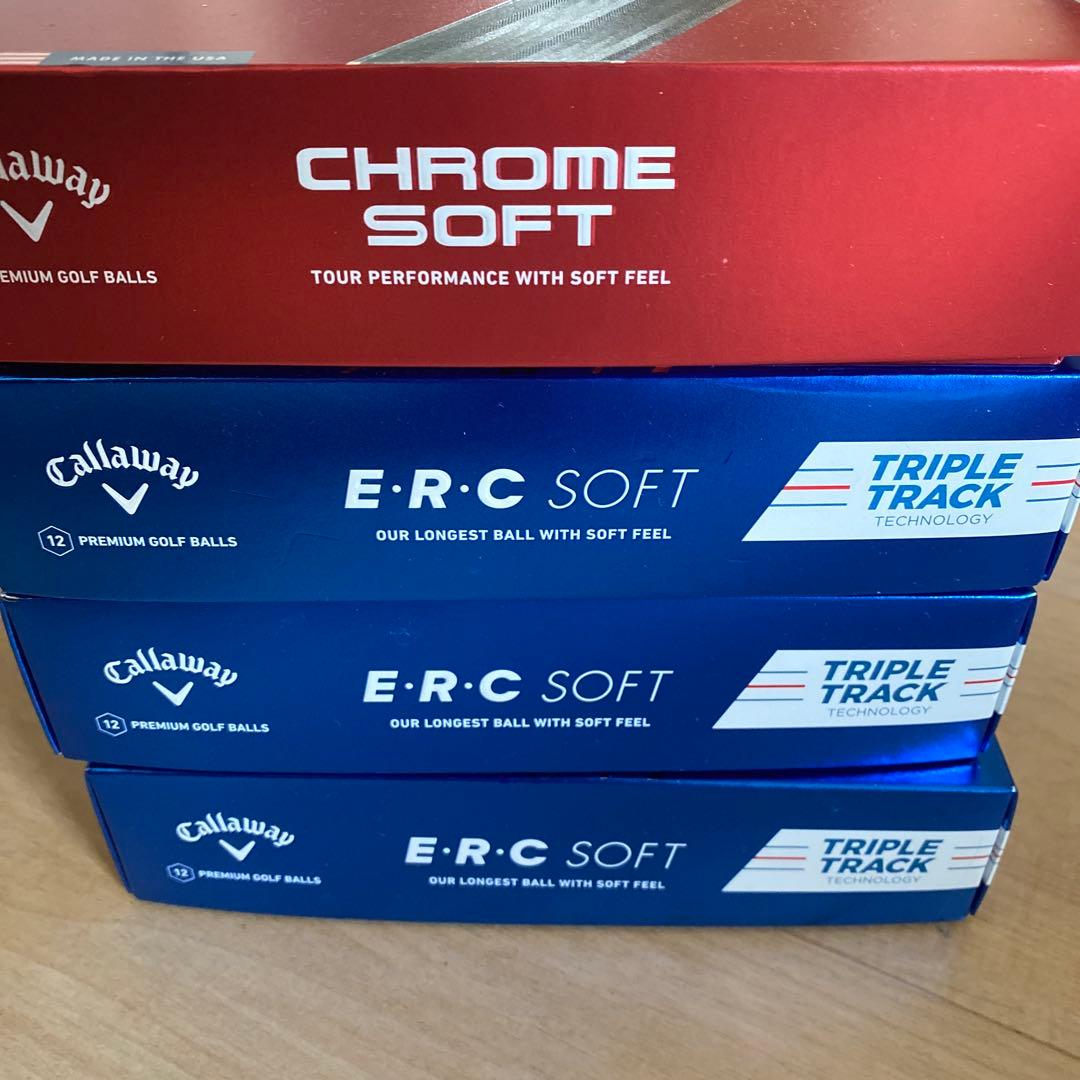 MADE IN THE USA
CHROME
SOFT
TOUR PERFORMANCE WITH SOFT FEEL
GOLF BALLS
Callaway
E·R·C SOFT
TRIPLE
TRACK
TECHNOLOGY
12 PREMIUM GOLF BALLS
OUR LONGEST BALL WITH SOFT FEEL
Callaway
E·R·C SOFT
TRIPLE
TRACK
TECHNOLOGY
12 PREMIUM GOLF BALLS
OUR LONGEST BALL WITH SOFT FEEL
Callaway
E·R·C SOFT
TRIPLE
TRACK
TECHNOLOGY
12 PREMIUM GOLF BALLS
OUR LONGEST BALL WITH SOFT FEEL